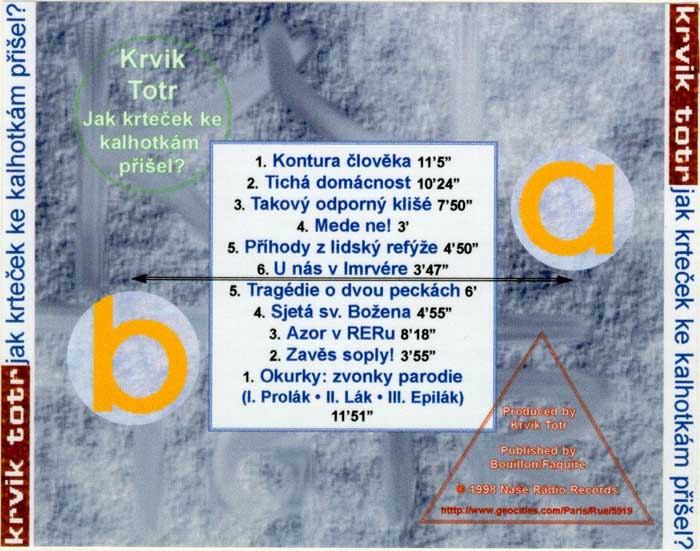 krvik totr jak krteček ke kalhotkám přišel?
Krvik
Totr
Jak krteček ke
kalhotkám
přišel?
1. Kontura člověka 11'5"
2. Tichá domácnost 10'24"
3. Takový odporný klišé 7'50"
4. Mede ne! 3'
5. Příhody z lidský refýže 4'50"
6. U nás v Imrvére 3'47"
5. Tragédie o dvou peckách 6'
4. Sjetá sv. Božena 4'55"
3. Azor v RERu 8'18"
2. Zavěs soply! 3'55"
1. Okurky: zvonky parodie
(I. Prolák • II. Lák • III. Epilák)
11'51"
a
b
Produced by
Krvik Totr
Published by
Bouillon Faquire
© 1998 Naše Rádio Records
htttp://www.geocities.com/Paris/Rue/5919
krvik totr jak krteček ke kalhotkám přišel?